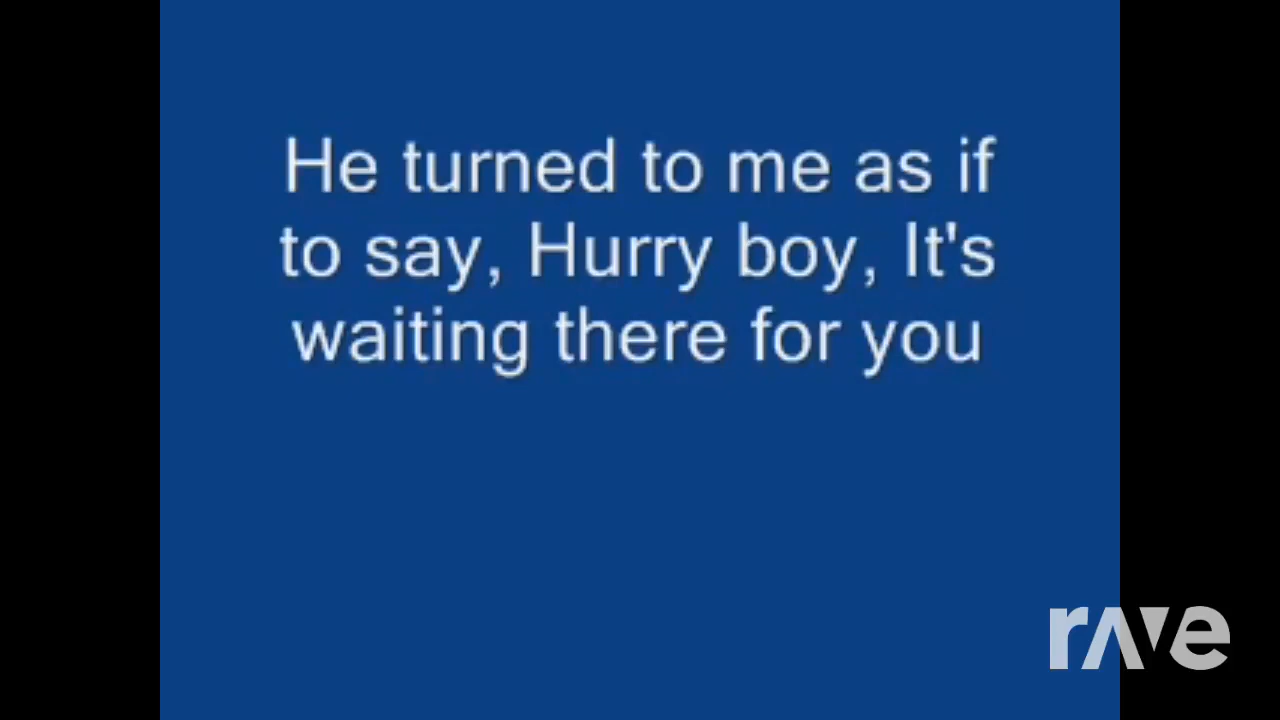 He turned to me as if
to say, Hurry boy, It's
waiting there for you
rave